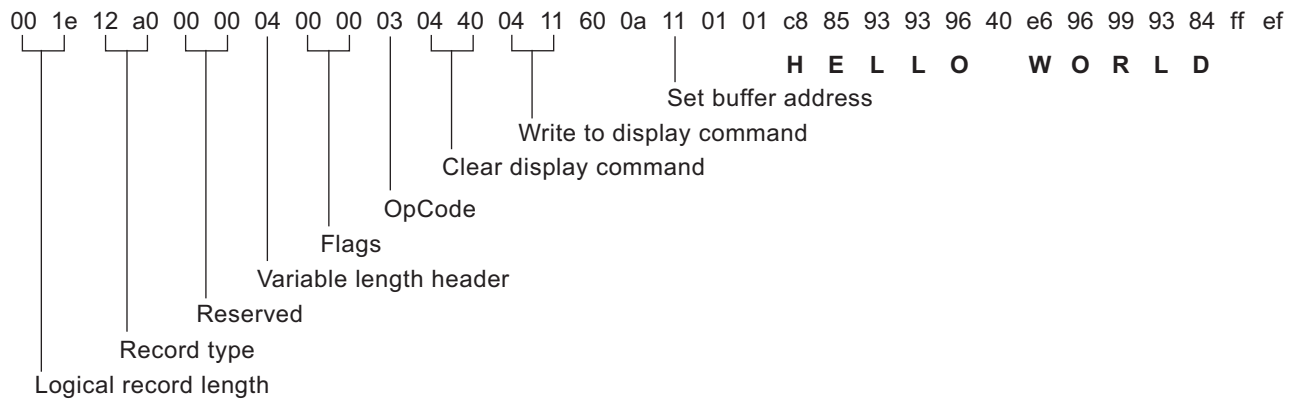 00 1e 12 a0 00 00 04 00 00 03 04 40 04 11 60 0a 11 01 01 c8 85 93 93 96 40 e6 96 99 93 84 ff ef
H E L L O W O R L D
Set buffer address
Write to display command
Clear display command
OpCode
Flags
Variable length header
Reserved
Record type
Logical record length